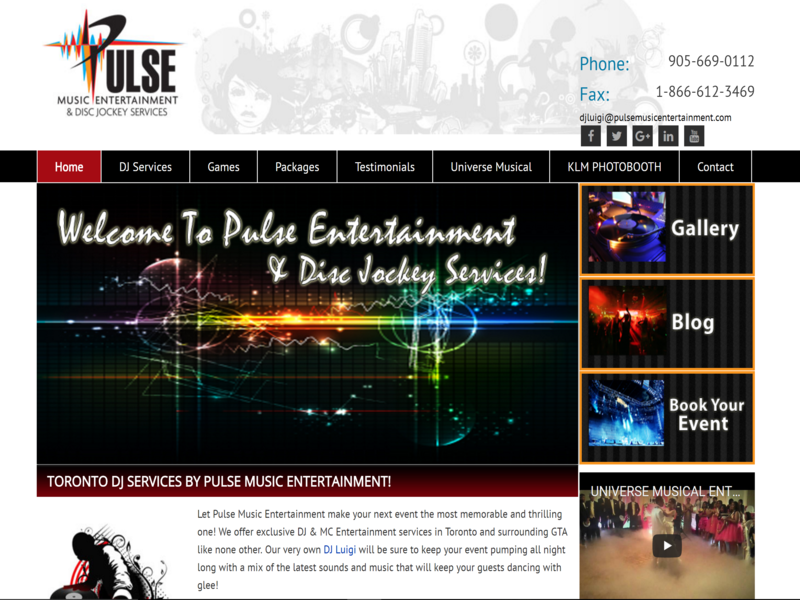 PULSE
MUSIC ENTERTAINMENT
& DISC JOCKEY SERVICES
Phone: 905-669-0112
Fax: 1-866-612-3469
djluigi@pulsemusicentertainment.com
Home DJ Services Games Packages Testimonials Universe Musical KLM PHOTOBOOTH Contact
Welcome To Pulse Entertainment
& Disc Jockey Services!
Gallery
Blog
Book Your
Event
TORONTO DJ SERVICES BY PULSE MUSIC ENTERTAINMENT!
UNIVERSE MUSICAL ENT...
Let Pulse Music Entertainment make your next event the most memorable and thrilling
one! We offer exclusive DJ & MC Entertainment services in Toronto and surrounding GTA
like none other. Our very own DJ Luigi will be sure to keep your event pumping all night
long with a mix of the latest sounds and music that will keep your guests dancing with
glee!